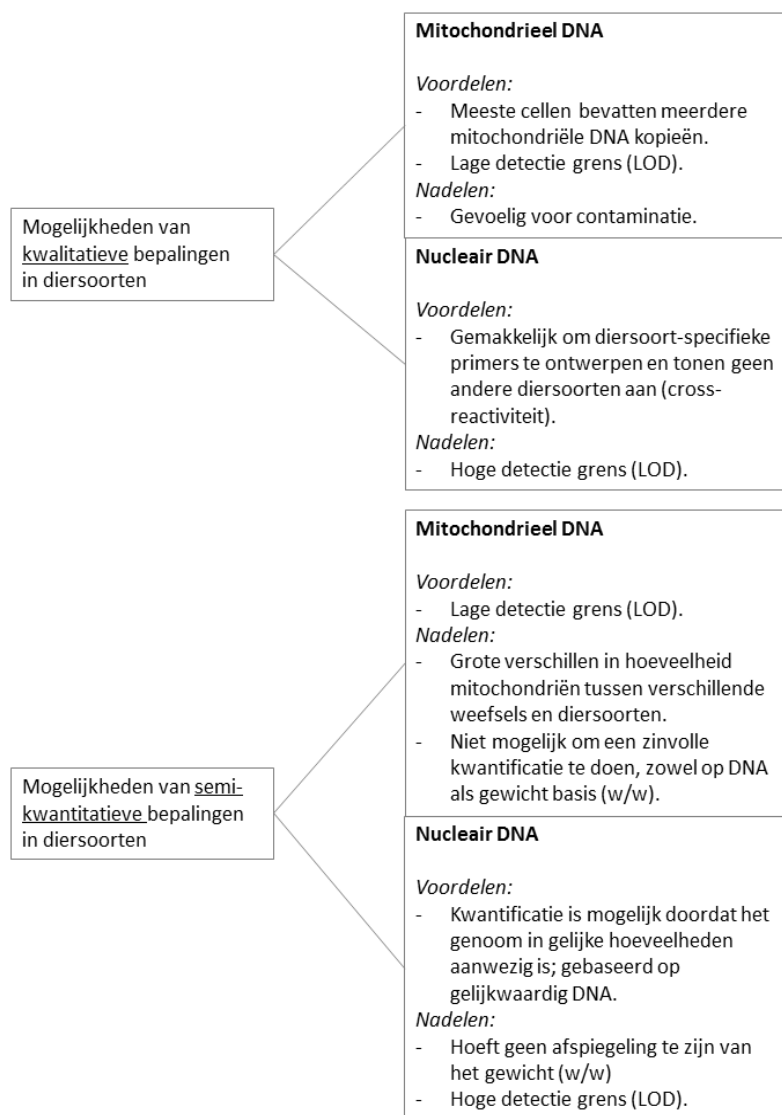 Mogelijkheden van
kwalitatieve bepalingen
in diersoorten
Mitochondrieel DNA
Voordelen:
- Meeste cellen bevatten meerdere
mitochondriële DNA kopieën.
- Lage detectie grens (LOD).
Nadelen:
- Gevoelig voor contaminatie.
Nucleair DNA
Voordelen:
- Gemakkelijk om diersoort-specifieke
primers te ontwerpen en tonen geen
andere diersoorten aan (cross-
reactiviteit).
Nadelen:
- Hoge detectie grens (LOD).
Mogelijkheden van semi-
kwantitatieve bepalingen
in diersoorten
Mitochondrieel DNA
Voordelen:
- Lage detectie grens (LOD).
Nadelen:
- Grote verschillen in hoeveelheid
mitochondriën tussen verschillende
weefsels en diersoorten.
- Niet mogelijk om een zinvolle
kwantificatie te doen, zowel op DNA
als gewicht basis (w/w).
Nucleair DNA
Voordelen:
- Kwantificatie is mogelijk doordat het
genoom in gelijke hoeveelheden
aanwezig is; gebaseerd op
gelijkwaardig DNA.
Nadelen:
- Hoeft geen afspiegeling te zijn van
het gewicht (w/w)
- Hoge detectie grens (LOD).